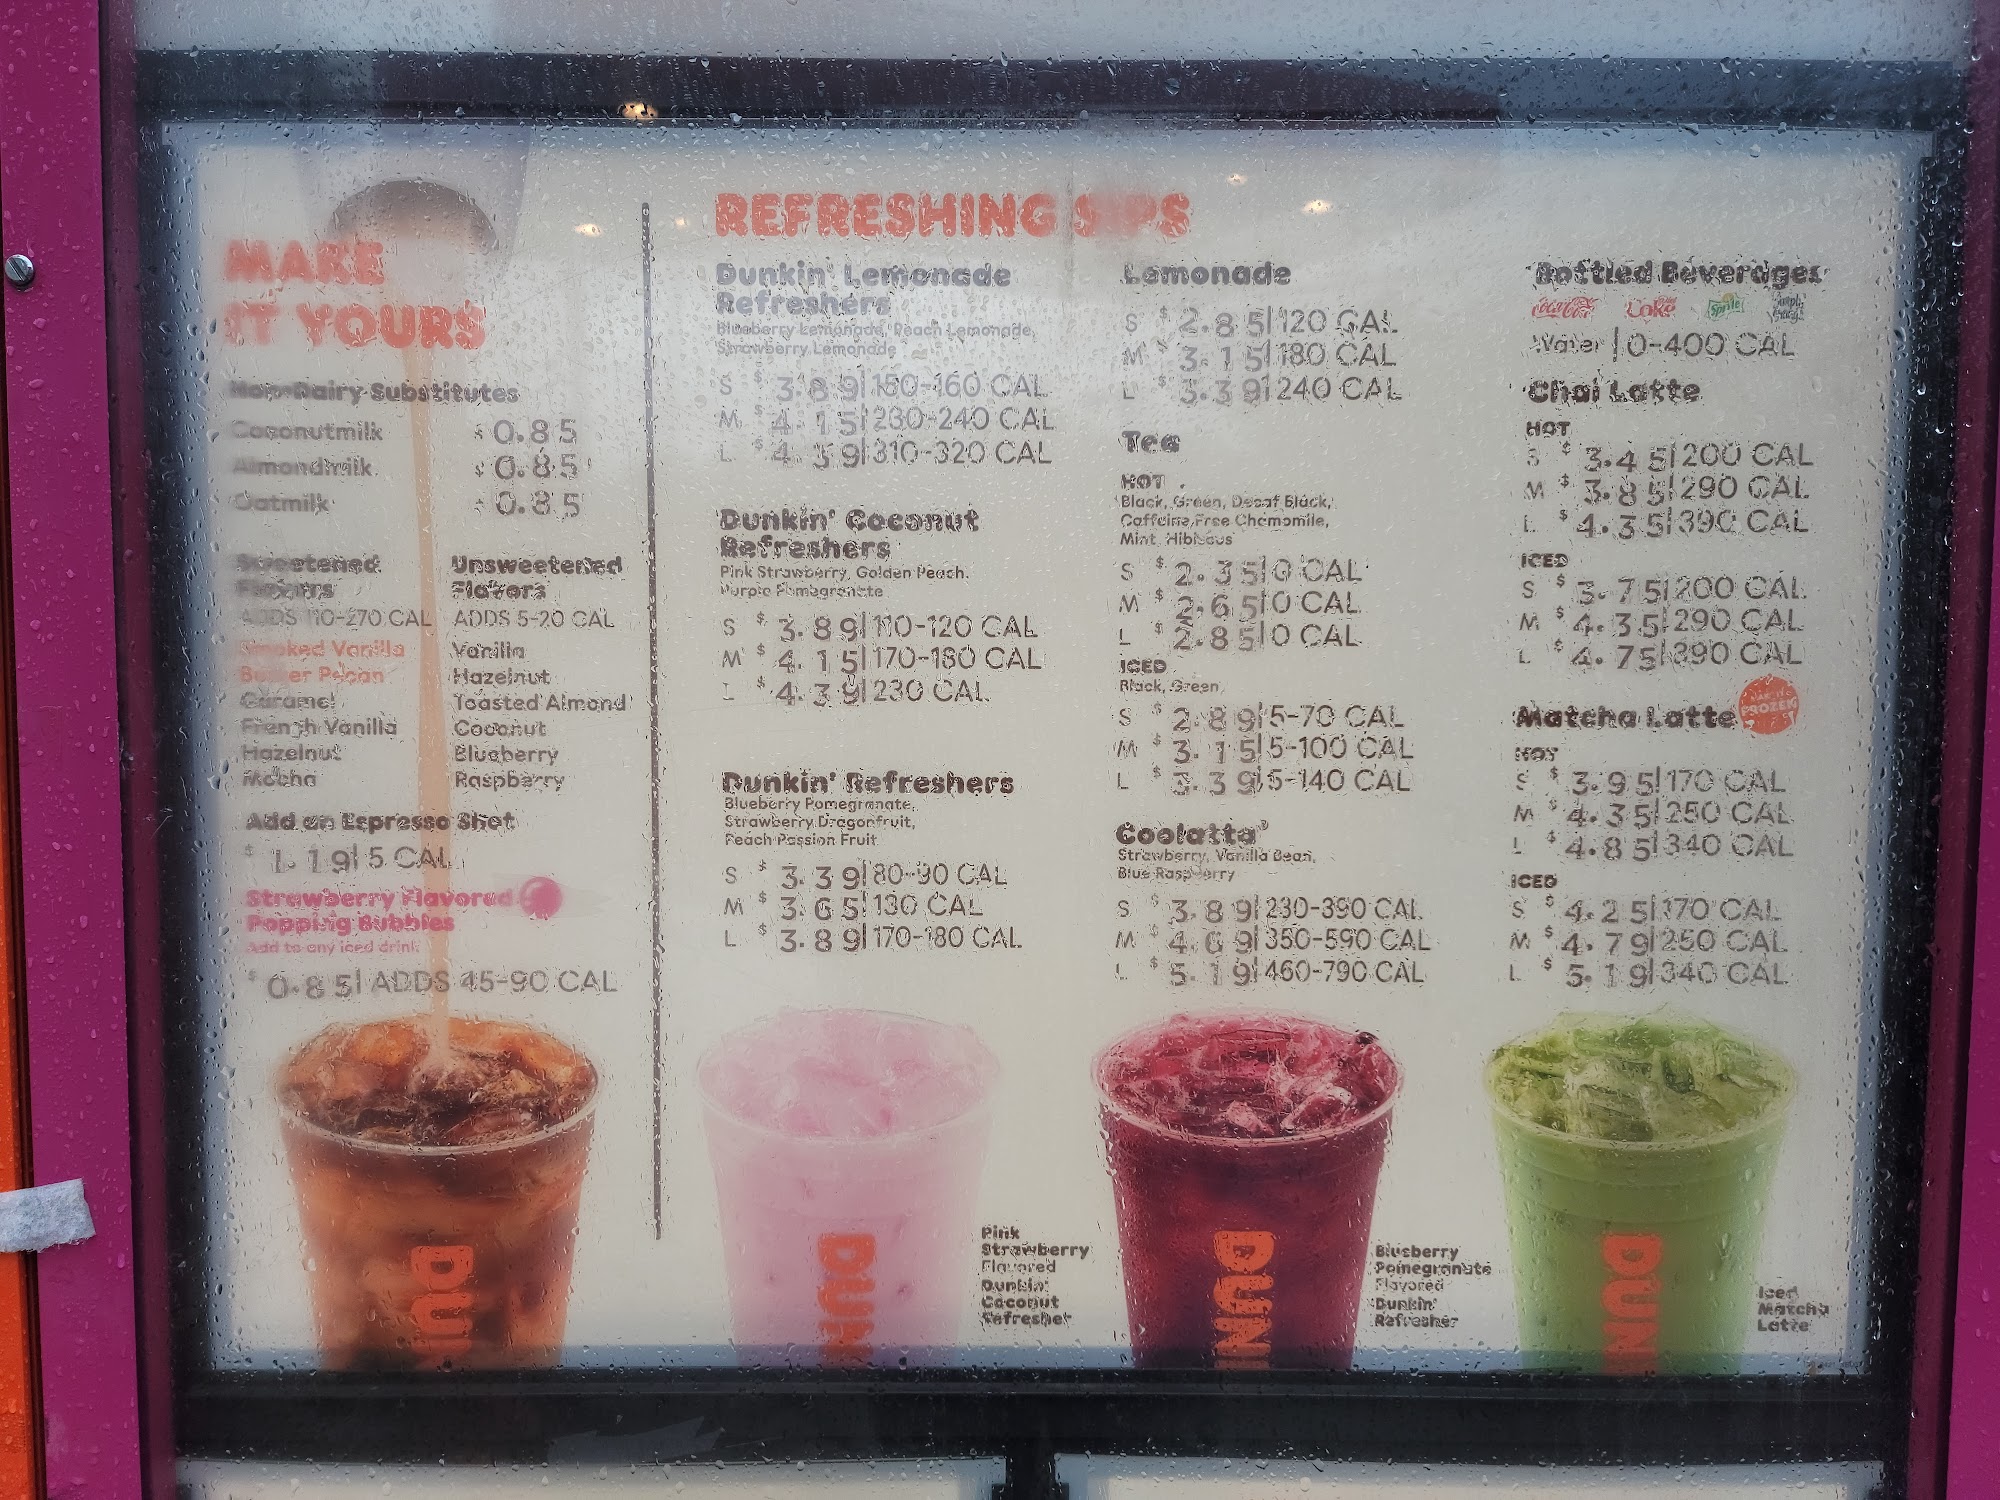 MAKE
IT YOURS
Non-Dairy Substitutes
Coconutmilk $0.85
Almondmilk $0.85
Oatmilk $0.85
Sweetened
Flavors
ADDS 110-270 CAL
Smoked Vanilla
Butter Pecan
Caramel
French Vanilla
Hazelnut
Mocha
Unsweetened
Flavors
ADDS 5-20 CAL
Vanilla
Hazelnut
Toasted Almond
Coconut
Blueberry
Raspberry
Add an Espresso Shot
$1.19|5 CAL
Strawberry Flavored
Popping Bubbles
Add to any iced drink
$0.85|ADDS 45-90 CAL
REFRESHING SIPS
Dunkin' Lemonade
Refreshers
Blueberry Lemonade, Peach Lemonade,
Strawberry Lemonade
S $3.89|150-160 CAL
M $4.15|230-240 CAL
L $4.39|310-320 CAL
Dunkin' Coconut
Refreshers
Pink Strawberry, Golden Peach,
Purple Pomegranate
S $3.89|110-120 CAL
M $4.15|170-180 CAL
L $4.39|230 CAL
Dunkin' Refreshers
Blueberry Pomegranate,
Strawberry Dragonfruit,
Peach Passion Fruit
S $3.39|80-90 CAL
M $3.65|130 CAL
L $3.89|170-180 CAL
Lemonade
S $2.85|120 CAL
M $3.15|180 CAL
L $3.39|240 CAL
Tea
HOT
Black, Green, Decaf Black,
Caffeine Free Chamomile,
Mint, Hibiscus
S $2.35|0 CAL
M $2.65|0 CAL
L $2.85|0 CAL
ICED
Black, Green
S $2.89|5-70 CAL
M $3.15|5-100 CAL
L $3.39|5-140 CAL
Coolatta®
Strawberry, Vanilla Bean,
Blue Raspberry
S $3.89|230-390 CAL
M $4.69|350-590 CAL
L $5.19|460-790 CAL
Bottled Beverages
Coca-Cola Coke Sprite
Water | 0-400 CAL
Chai Latte
HOT
S $3.45|200 CAL
M $3.85|290 CAL
L $4.35|390 CAL
ICED
S $3.75|200 CAL
M $4.35|290 CAL
L $4.75|390 CAL
Matcha Latte
FROZEN
HOT
S $3.95|170 CAL
M $4.35|250 CAL
L $4.85|340 CAL
ICED
S $4.25|170 CAL
M $4.79|260 CAL
L $5.19|340 CAL
DUN
DUN
Pink
Strawberry
Flavored
Dunkin'
Coconut
Refresher
DUN
Blueberry
Pomegranate
Flavored
Dunkin'
Refresher
DUN
Iced
Matcha
Latte